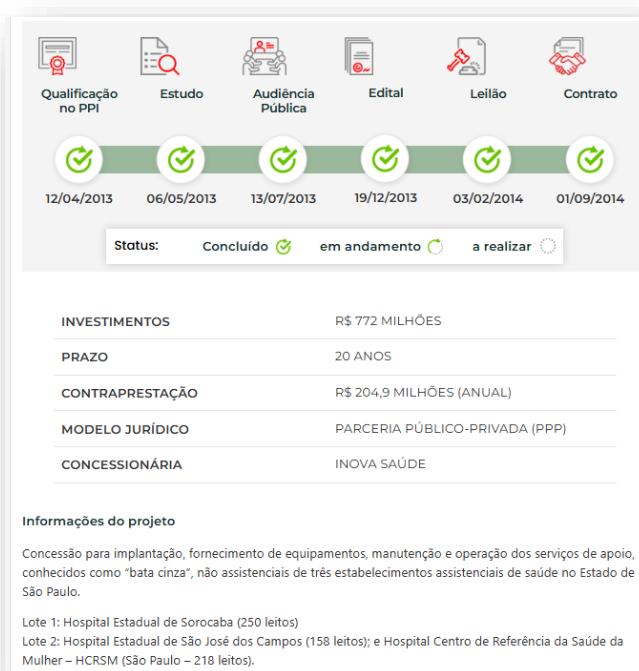 Qualificação no PPI
Estudo
Audiência Pública
Edital
Leilão
Contrato
12/04/2013
06/05/2013
13/07/2013
19/12/2013
03/02/2014
01/09/2014
Status: Concluído em andamento a realizar
INVESTIMENTOS R$ 772 MILHÕES
PRAZO 20 ANOS
CONTRAPRESTAÇÃO R$ 204,9 MILHÕES (ANUAL)
MODELO JURÍDICO PARCERIA PÚBLICO-PRIVADA (PPP)
CONCESSIONÁRIA INOVA SAÚDE
Informações do projeto
Concessão para implantação, fornecimento de equipamentos, manutenção e operação dos serviços de apoio,
conhecidos como “bata cinza”, não assistenciais de três estabelecimentos assistenciais de saúde no Estado de
São Paulo.
Lote 1: Hospital Estadual de Sorocaba (250 leitos)
Lote 2: Hospital Estadual de São José dos Campos (158 leitos); e Hospital Centro de Referência da Saúde da
Mulher – HCRSM (São Paulo – 218 leitos).